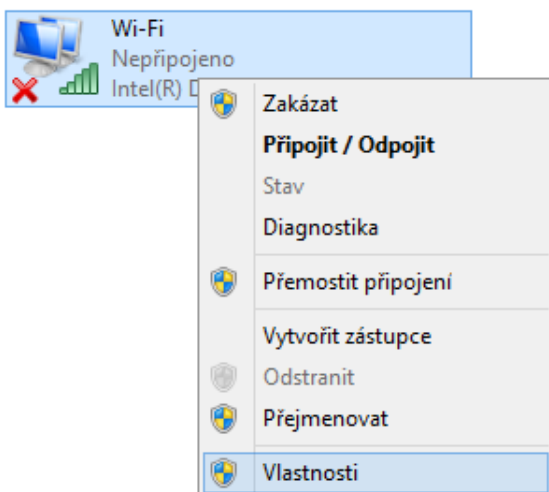 Wi-Fi
Nepřipojeno
Intel(R)
Zakázat
Připojit / Odpojit
Stav
Diagnostika
Přemostit připojení
Vytvořit zástupce
Odstranit
Přejmenovat
Vlastnosti